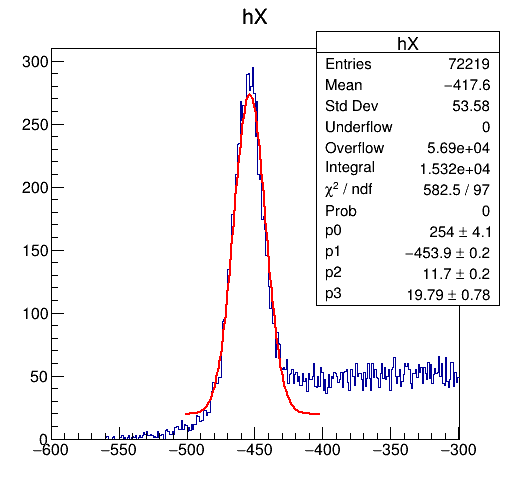 hX
hX
Entries 72219
Mean −417.6
Std Dev 53.58
Underflow 0
Overflow 5.69e+04
Integral 1.532e+04
χ² / ndf 582.5 / 97
Prob 0
p0 254 ± 4.1
p1 −453.9 ± 0.2
p2 11.7 ± 0.2
p3 19.79 ± 0.78
300
250
200
150
100
50
0
−600 −550 −500 −450 −400 −350 −300